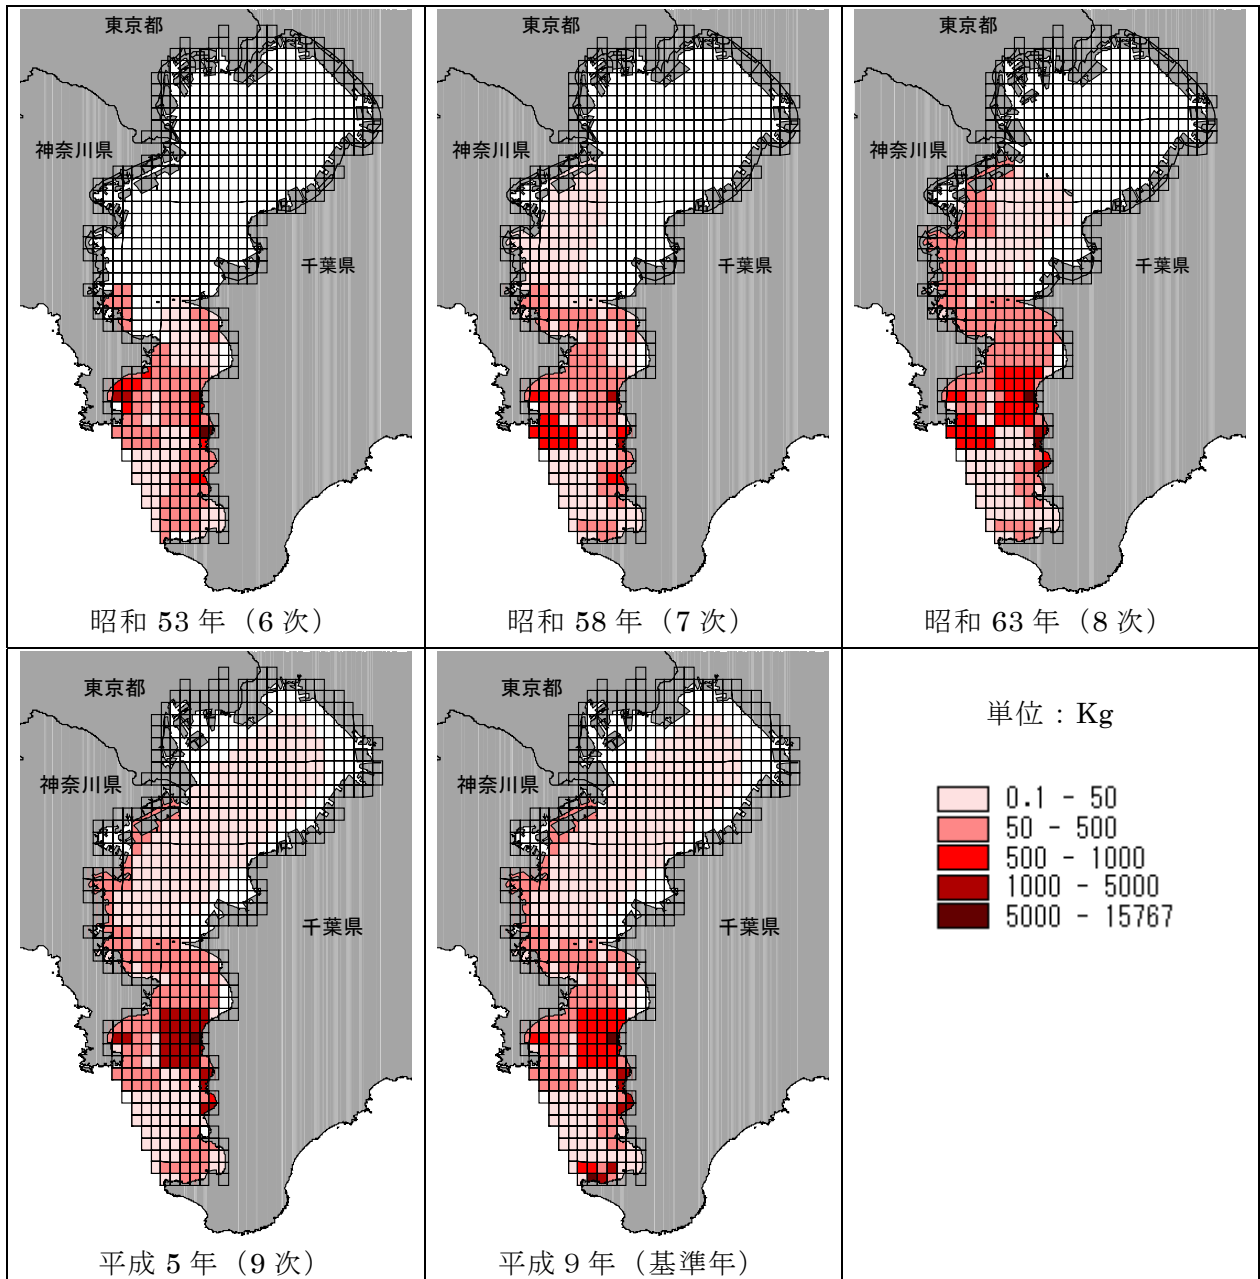 東京都
神奈川県
千葉県
昭和 53 年（6 次）
東京都
神奈川県
千葉県
昭和 58 年（7 次）
東京都
神奈川県
千葉県
昭和 63 年（8 次）
東京都
神奈川県
千葉県
平成 5 年（9 次）
東京都
神奈川県
千葉県
平成 9 年（基準年）
単位：Kg
0.1 - 50
50 - 500
500 - 1000
1000 - 5000
5000 - 15767